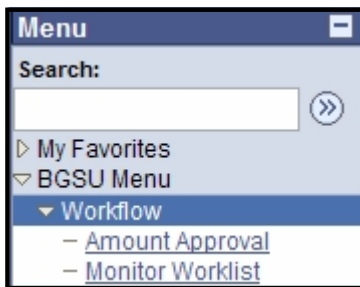 Menu
Search:
My Favorites
BGSU Menu
Workflow
– Amount Approval
– Monitor Worklist